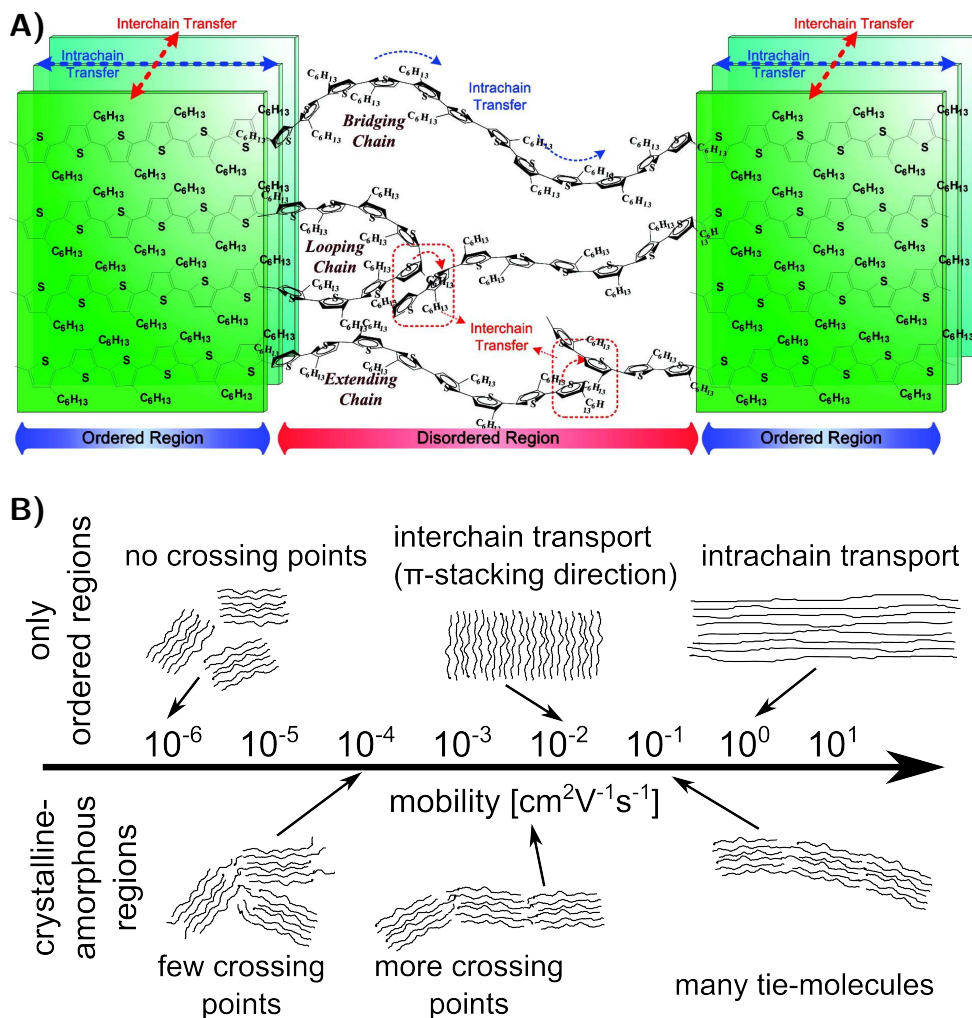 A)
Interchain Transfer
Intrachain
Transfer
Interchain Transfer
Intrachain
Transfer
Intrachain
Transfer
Bridging
Chain
Looping
Chain
Interchain
Transfer
Extending
Chain
C6H13
S
Ordered Region
Disordered Region
Ordered Region
B)
only
ordered regions
no crossing points
interchain transport
(π-stacking direction)
intrachain transport
10⁻⁶ 10⁻⁵ 10⁻⁴ 10⁻³ 10⁻² 10⁻¹ 10⁰ 10¹
mobility [cm²V⁻¹s⁻¹]
crystalline-
amorphous
regions
few crossing
points
more crossing
points
many tie-molecules